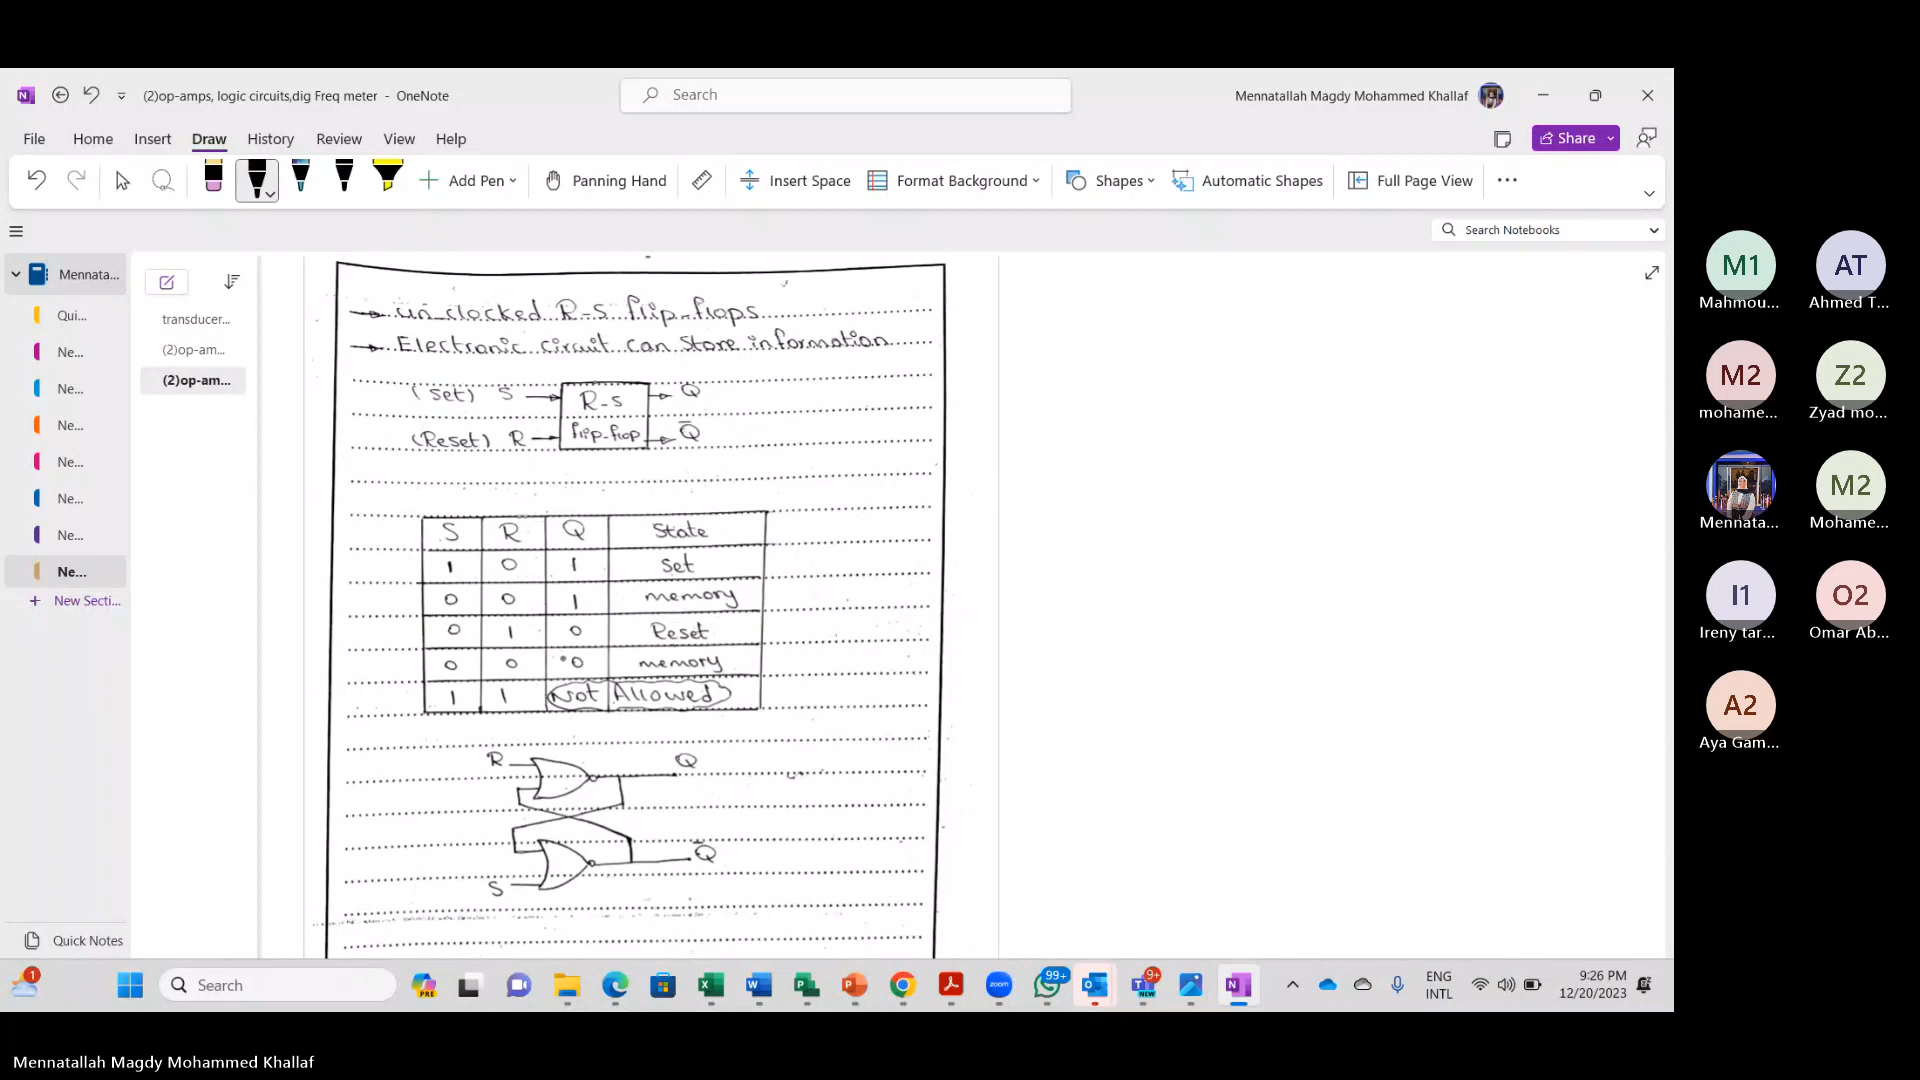 (2)op-amps, logic circuits,dig Freq meter - OneNote
Search
Mennatallah Magdy Mohammed Khallaf
File Home Insert Draw History Review View Help
Share
Add Pen
Panning Hand
Insert Space
Format Background
Shapes
Automatic Shapes
Full Page View
Search Notebooks
Mennata...
Qui...
Ne...
Ne...
Ne...
Ne...
Ne...
Ne...
Ne...
Ne...
New Secti...
Quick Notes
transducer...
(2)op-am...
(2)op-am...
→ un-clocked R-S flip-flops
→ Electronic circuit can store information
(Set) S R-S Q
(Reset) R flip-flop Q̄
S R Q State
1 0 1 Set
0 0 1 memory
0 1 0 Reset
0 0 0 memory
1 1 Not Allowed
R Q
Q̄
S
M1
Mahmou...
AT
Ahmed T...
M2
mohame...
Z2
Zyad mo...
Mennata...
M2
Mohame...
I1
Ireny tar...
O2
Omar Ab...
A2
Aya Gam...
1
Search
PRE
zoom
99+
9+
NEW
ENG
INTL
9:26 PM
12/20/2023
Mennatallah Magdy Mohammed Khallaf